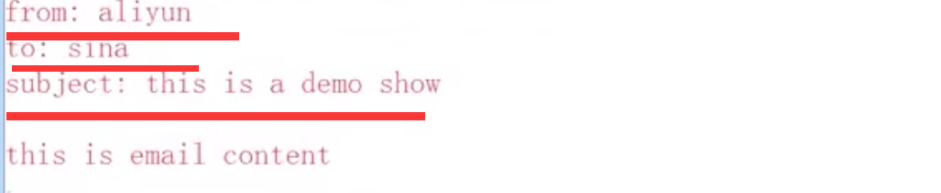 from: aliyun
to: sina
subject: this is a demo show
this is email content